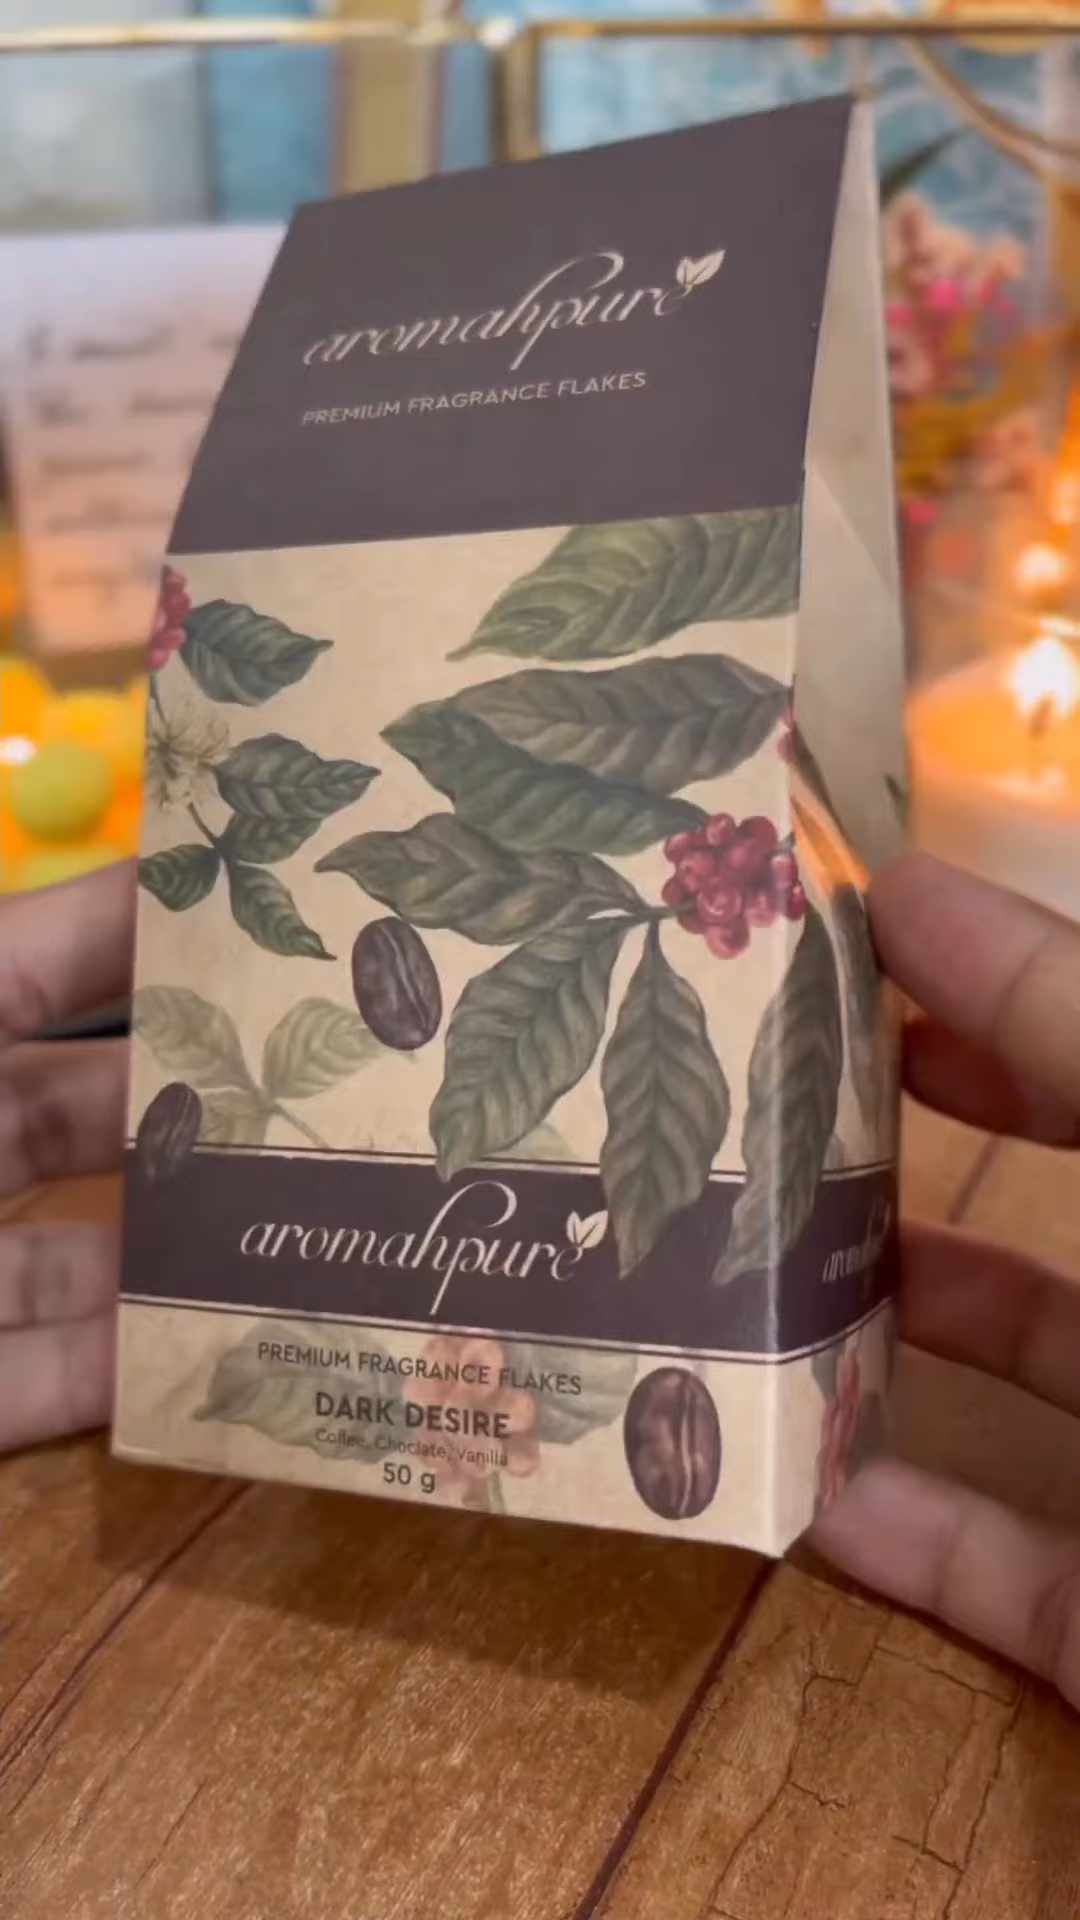 aromahpure
PREMIUM FRAGRANCE FLAKES
aromahpure
PREMIUM FRAGRANCE FLAKES
DARK DESIRE
Coffee, Choclate, Vanilla
50 g